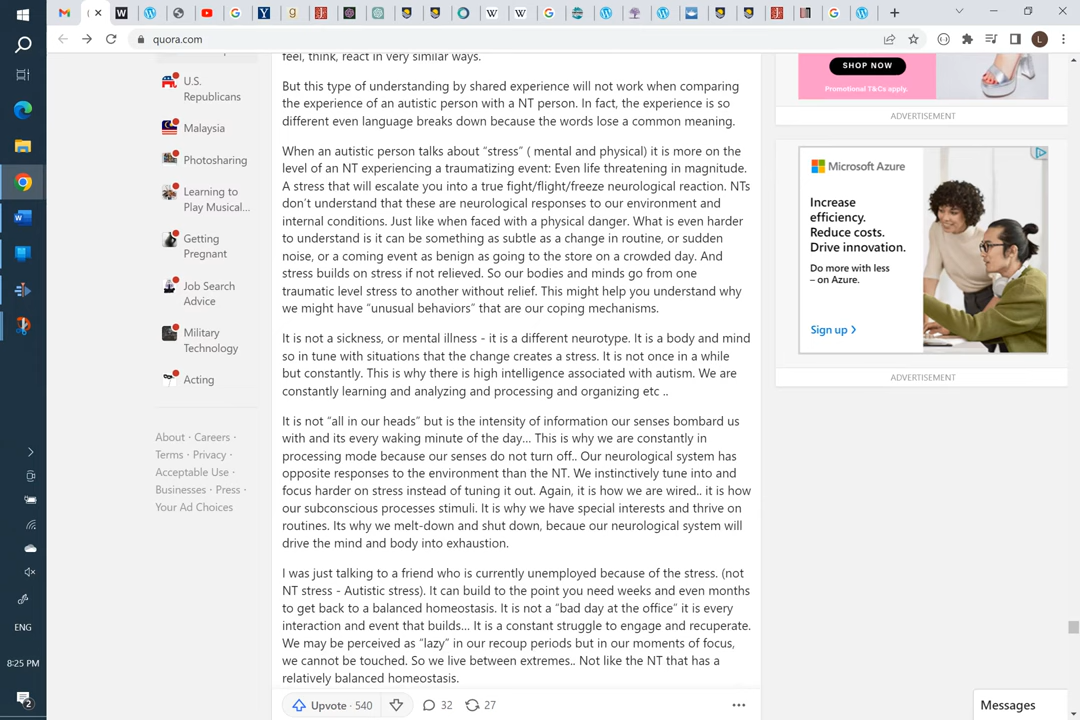 quora.com
L
U.S.
Republicans
Malaysia
Photosharing
Learning to
Play Musical...
Getting
Pregnant
Job Search
Advice
Military
Technology
Acting
About · Careers ·
Terms · Privacy ·
Acceptable Use ·
Businesses · Press ·
Your Ad Choices
feel, think, react in very similar ways.
But this type of understanding by shared experience will not work when comparing
the experience of an autistic person with a NT person. In fact, the experience is so
different even language breaks down because the words lose a common meaning.
When an autistic person talks about “stress” ( mental and physical) it is more on the
level of an NT experiencing a traumatizing event: Even life threatening in magnitude.
A stress that will escalate you into a true fight/flight/freeze neurological reaction. NTs
don’t understand that these are neurological responses to our environment and
internal conditions. Just like when faced with a physical danger. What is even harder
to understand is it can be something as subtle as a change in routine, or sudden
noise, or a coming event as benign as going to the store on a crowded day. And
stress builds on stress if not relieved. So our bodies and minds go from one
traumatic level stress to another without relief. This might help you understand why
we might have “unusual behaviors” that are our coping mechanisms.
It is not a sickness, or mental illness - it is a different neurotype. It is a body and mind
so in tune with situations that the change creates a stress. It is not once in a while
but constantly. This is why there is high intelligence associated with autism. We are
constantly learning and analyzing and processing and organizing etc ..
It is not “all in our heads” but is the intensity of information our senses bombard us
with and its every waking minute of the day... This is why we are constantly in
processing mode because our senses do not turn off.. Our neurological system has
opposite responses to the environment than the NT. We instinctively tune into and
focus harder on stress instead of tuning it out. Again, it is how we are wired.. it is how
our subconscious processes stimuli. It is why we have special interests and thrive on
routines. Its why we melt-down and shut down, becaue our neurological system will
drive the mind and body into exhaustion.
I was just talking to a friend who is currently unemployed because of the stress. (not
NT stress - Autistic stress). It can build to the point you need weeks and even months
to get back to a balanced homeostasis. It is not a “bad day at the office” it is every
interaction and event that builds... It is a constant struggle to engage and recuperate.
We may be perceived as “lazy” in our recoup periods but in our moments of focus,
we cannot be touched. So we live between extremes.. Not like the NT that has a
relatively balanced homeostasis.
Upvote · 540
32
27
SHOP NOW
Promotional T&Cs apply.
ADVERTISEMENT
Microsoft Azure
Increase
efficiency.
Reduce costs.
Drive innovation.
Do more with less
– on Azure.
Sign up
ADVERTISEMENT
Messages
ENG
8:25 PM
2